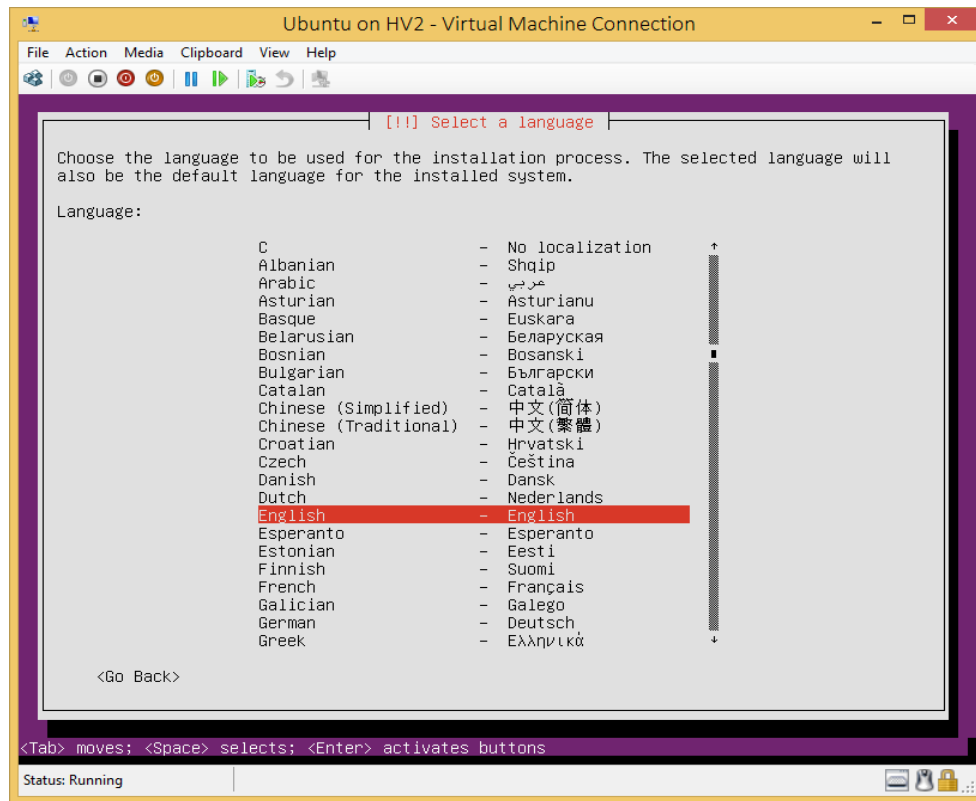 Ubuntu on HV2 - Virtual Machine Connection
File Action Media Clipboard View Help
[!!] Select a language
Choose the language to be used for the installation process. The selected language will
also be the default language for the installed system.
Language:
C - No localization
Albanian - Shqip
Arabic - عربي
Asturian - Asturianu
Basque - Euskara
Belarusian - Беларуская
Bosnian - Bosanski
Bulgarian - Български
Catalan - Català
Chinese (Simplified) - 中文(简体)
Chinese (Traditional) - 中文(繁體)
Croatian - Hrvatski
Czech - Čeština
Danish - Dansk
Dutch - Nederlands
English - English
Esperanto - Esperanto
Estonian - Eesti
Finnish - Suomi
French - Français
Galician - Galego
German - Deutsch
Greek - Ελληνικά
<Go Back>
<Tab> moves; <Space> selects; <Enter> activates buttons
Status: Running